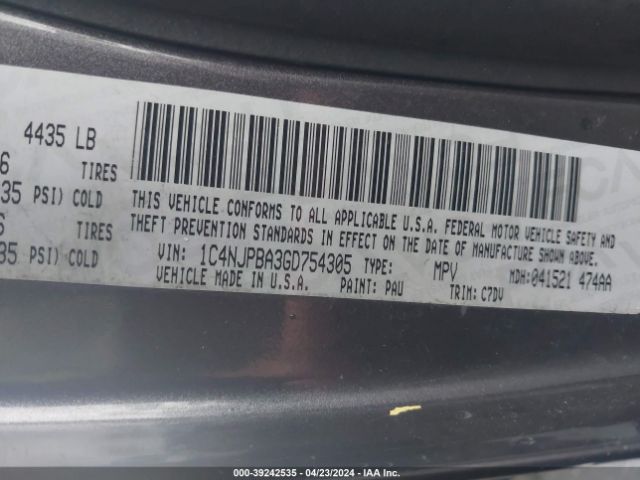 4435 LB
6 TIRES
35 PSI) COLD
6 TIRES
35 PSI) COLD
THIS VEHICLE CONFORMS TO ALL APPLICABLE U.S.A. FEDERAL MOTOR VEHICLE SAFETY AND
THEFT PREVENTION STANDARDS IN EFFECT ON THE DATE OF MANUFACTURE SHOWN ABOVE.
VIN: 1C4NJPBA3GD754305 TYPE: MPV MDH:041521 474AA
VEHICLE MADE IN U.S.A. PAINT: PAU TRIM: C7DV
000-39242535 - 04/23/2024 - IAA Inc.